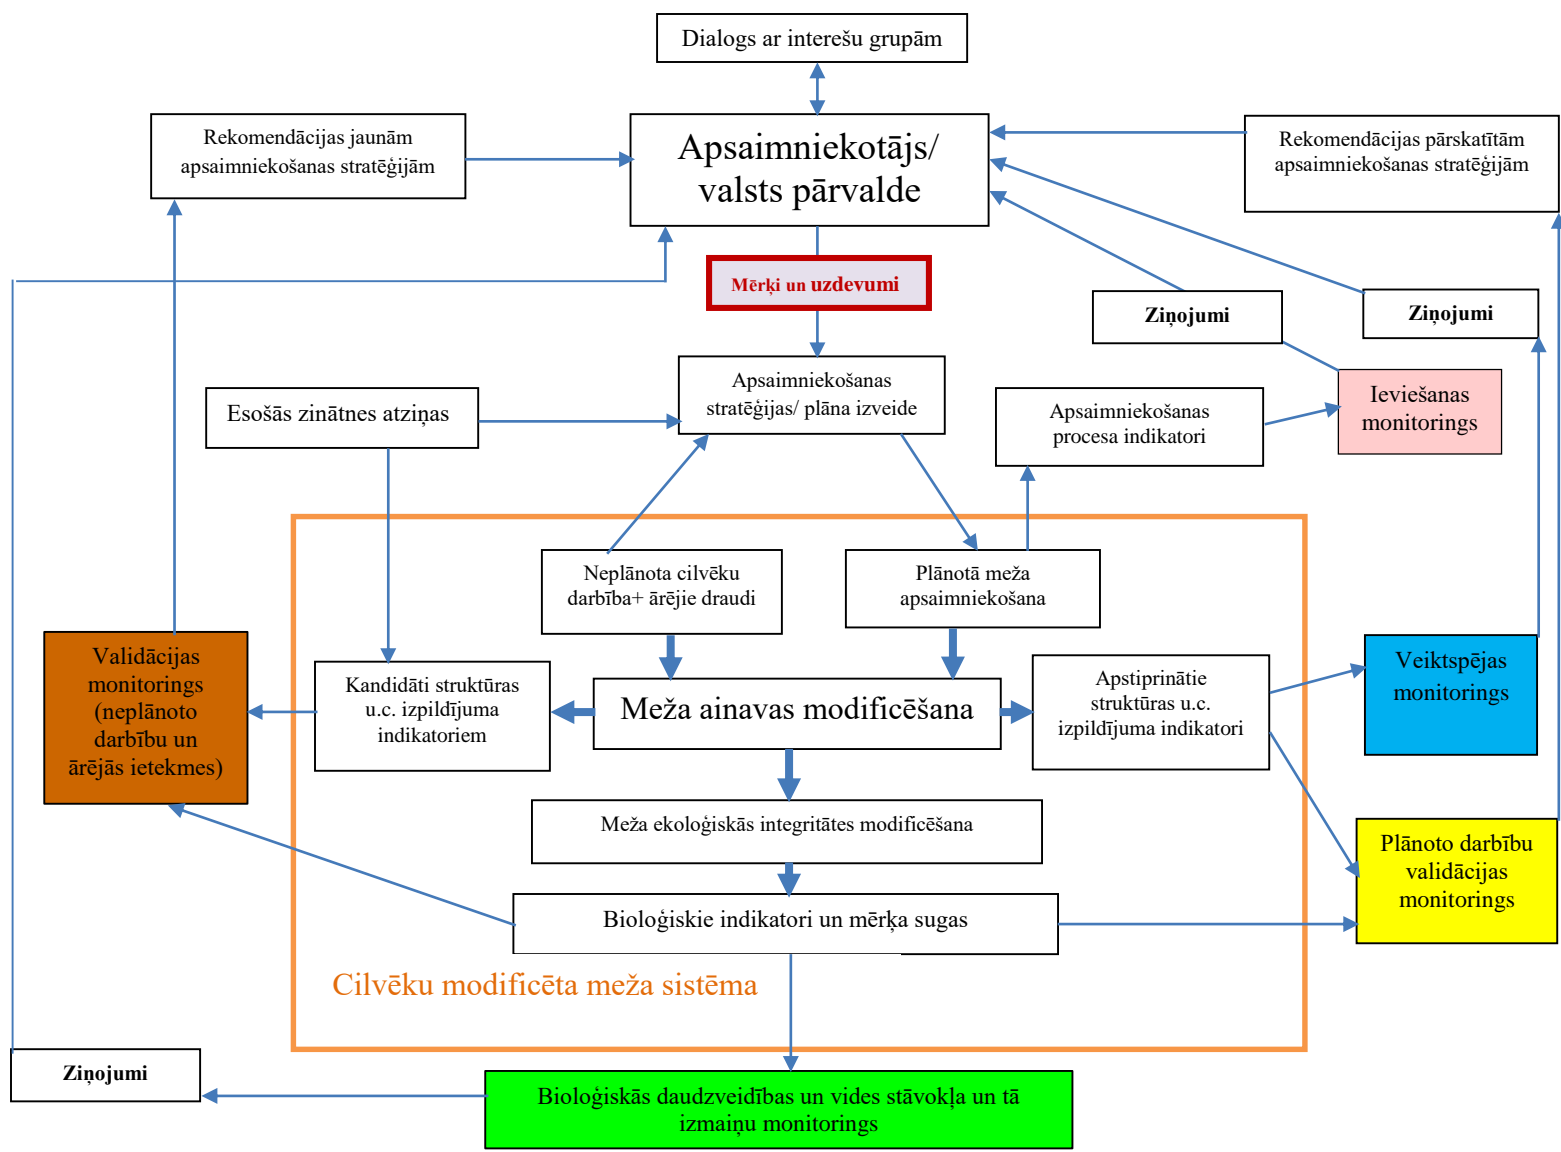 Dialogs ar interešu grupām
Rekomendācijas jaunām
apsaimniekošanas stratēģijām
Apsaimniekotājs/
valsts pārvalde
Rekomendācijas pārskatītām
apsaimniekošanas stratēģijām
Mērķi un uzdevumi
Ziņojumi
Ziņojumi
Esošās zinātnes atziņas
Apsaimniekošanas
stratēģijas/ plāna izveide
Apsaimniekošanas
procesa indikatori
Ieviešanas
monitorings
Neplānota cilvēku
darbība+ ārējie draudi
Plānotā meža
apsaimniekošana
Validācijas
monitorings
(neplānoto
darbību un
ārējās ietekmes)
Kandidāti struktūras
u.c. izpildījuma
indikatoriem
Meža ainavas modificēšana
Apstiprinātie
struktūras u.c.
izpildījuma indikatori
Veiktspējas
monitorings
Meža ekoloģiskās integritātes modificēšana
Plānoto darbību
validācijas
monitorings
Bioloģiskie indikatori un mērķa sugas
Cilvēku modificēta meža sistēma
Ziņojumi
Bioloģiskās daudzveidības un vides stāvokļa un tā
izmaiņu monitorings